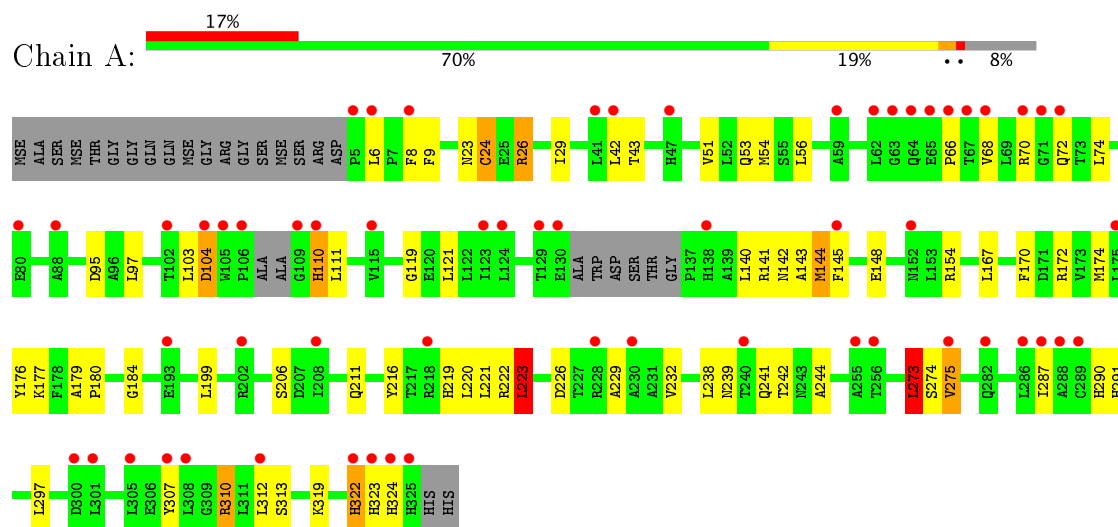 17%
Chain A:
70% 19% • • 8%
MSE ALA SER MSE THR GLY GLY GLN GLN MSE GLY ARG GLY SER MSE SER ARG ASP P5 L6 P7 F8 F9 N23 C24 E25 R26 I29 L41 L42 T43 H47 V51 L52 Q53 M54 S55 L56 A59 L62 G63 Q64 E65 P66 T67 V68 L69 R70 G71 Q72 T73 L74
E80 A88 D95 A96 L97 T102 L103 D104 W105 P106 ALA ALA G109 H110 L111 V115 G119 E120 L121 L122 I123 L124 T129 E130 ALA TRP ASP SER THR GLY P137 H138 A139 L140 R141 N142 A143 M144 F145 E148 N152 L153 R154 L167 F170 D171 R172 V173 M174 L175
Y176 K177 F178 A179 P180 G184 E193 L199 R202 S206 D207 I208 Q211 Y216 T217 R218 H219 L220 L221 R222 L223 D226 T227 R228 A229 A230 A231 V232 L238 N239 T240 Q241 T242 N243 A244 A255 T256 L273 S274 V275 Q282 L286 I287 A288 C289 H290 H291
L297 D300 L301 L305 E306 Y307 L308 G309 R310 L311 L312 S313 K319 H322 H323 H324 H325 HIS HIS